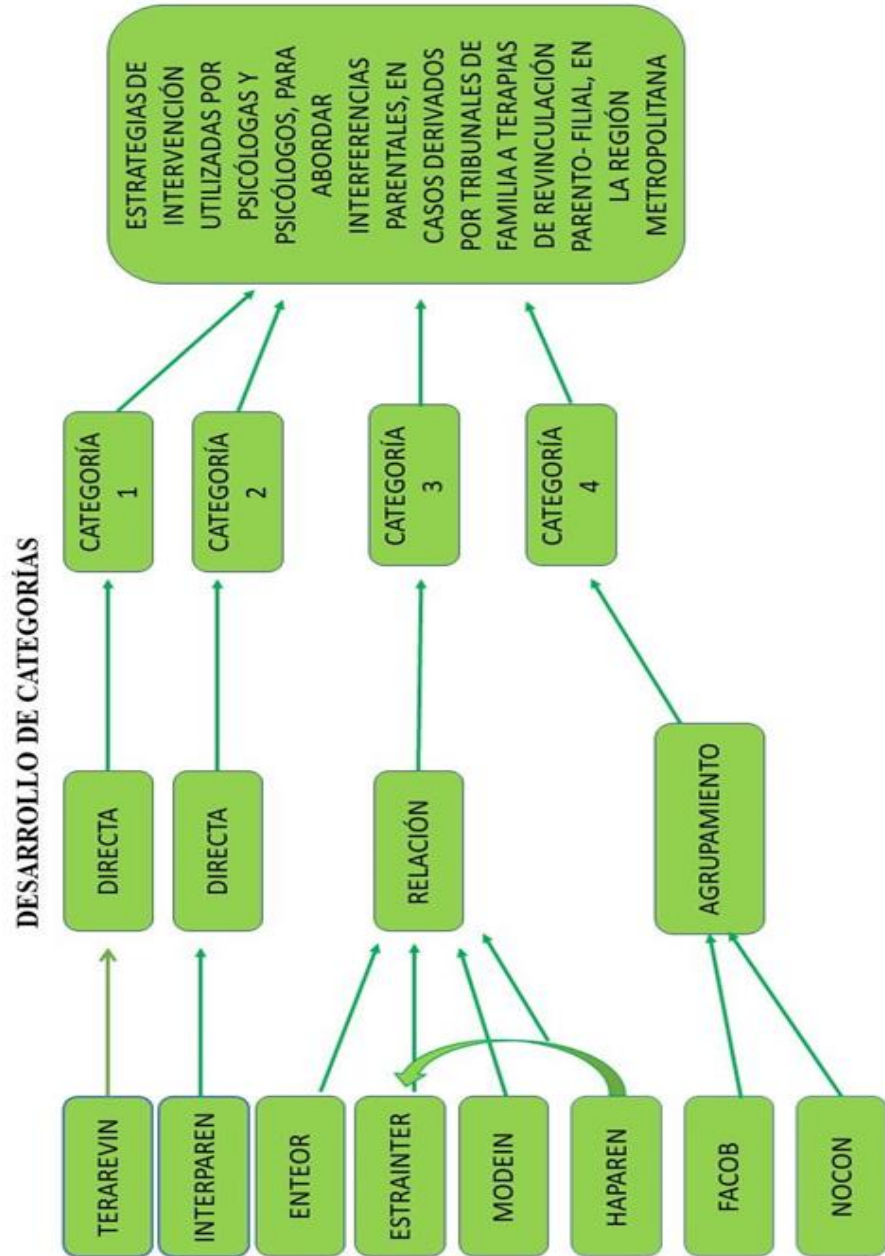 DESARROLLO DE CATEGORÍAS
TERAREVIN
DIRECTA
CATEGORÍA
1
INTERPAREN
DIRECTA
CATEGORÍA
2
ENTEOR
ESTRAINTER
MODEIN
HAPAREN
RELACIÓN
CATEGORÍA
3
FACOB
NOCON
AGRUPAMIENTO
CATEGORÍA
4
ESTRATEGIAS DE
INTERVENCIÓN
UTILIZADAS POR
PSICÓLOGAS Y
PSICÓLOGOS, PARA
ABORDAR
INTERFERENCIAS
PARENTALES, EN
CASOS DERIVADOS
POR TRIBUNALES DE
FAMILIA A TERAPIAS
DE REVINCULACIÓN
PARENTO- FILIAL, EN
LA REGIÓN
METROPOLITANA